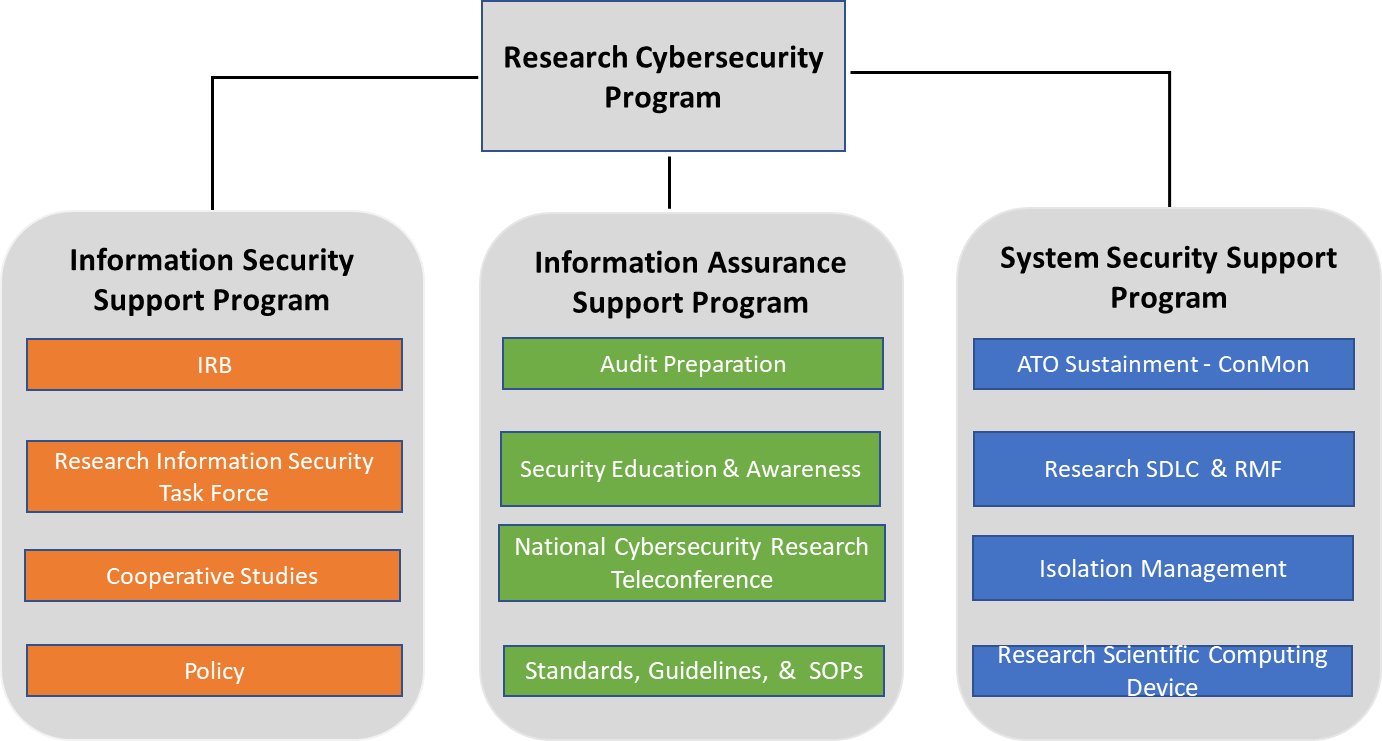 Research Cybersecurity
Program
Information Security
Support Program
IRB
Research Information Security
Task Force
Cooperative Studies
Policy
Information Assurance
Support Program
Audit Preparation
Security Education & Awareness
National Cybersecurity Research
Teleconference
Standards, Guidelines, & SOPs
System Security Support
Program
ATO Sustainment - ConMon
Research SDLC & RMF
Isolation Management
Research Scientific Computing
Device